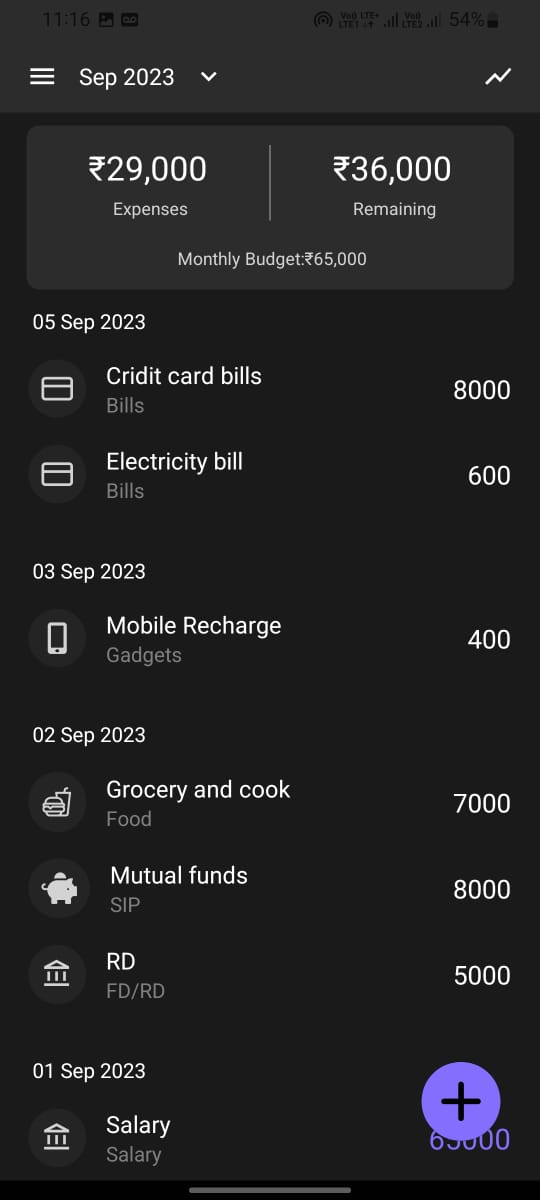 11:16
Vo)) LTE+
LTE1
Vo))
LTE2
54%
Sep 2023
₹29,000
₹36,000
Expenses
Remaining
Monthly Budget:₹65,000
05 Sep 2023
Cridit card bills
8000
Bills
Electricity bill
600
Bills
03 Sep 2023
Mobile Recharge
400
Gadgets
02 Sep 2023
Grocery and cook
7000
Food
Mutual funds
8000
SIP
RD
5000
FD/RD
01 Sep 2023
Salary
65000
Salary